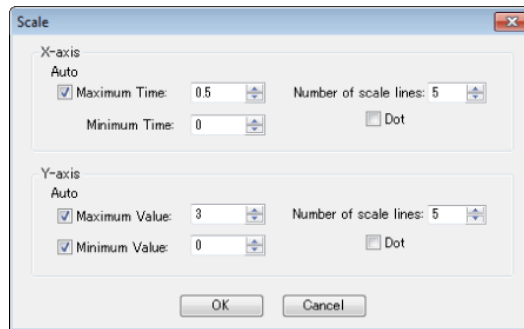 Scale
X-axis
Auto
Maximum Time: 0.5 Number of scale lines: 5
Minimum Time: 0 Dot
Y-axis
Auto
Maximum Value: 3 Number of scale lines: 5
Minimum Value: 0 Dot
OK Cancel